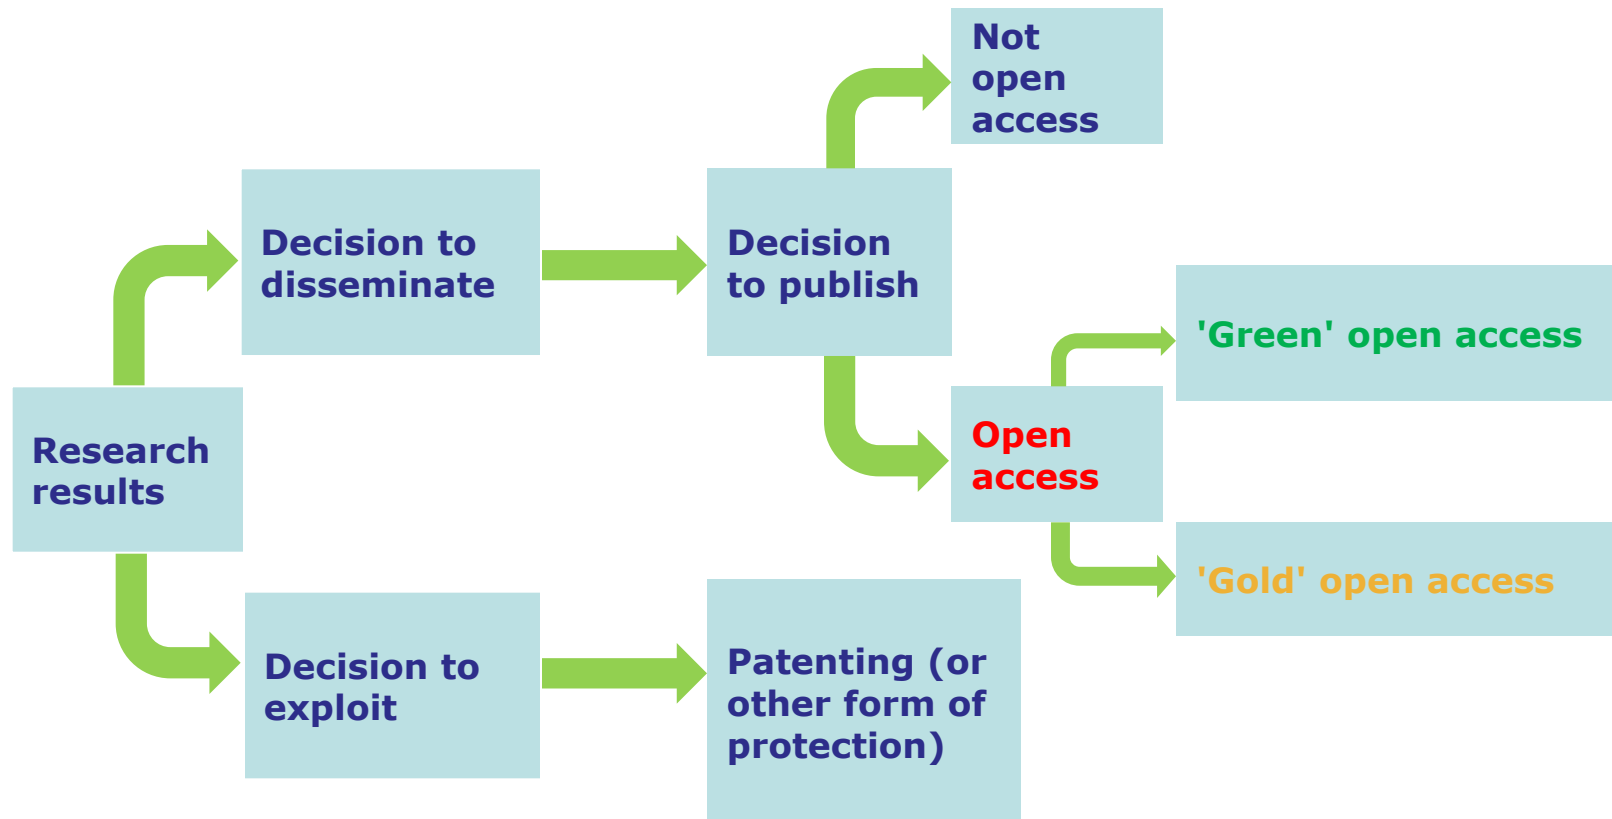 Not
open
access
Decision to
disseminate
Decision
to publish
'Green' open access
Research
results
Open
access
'Gold' open access
Decision to
exploit
Patenting (or
other form of
protection)